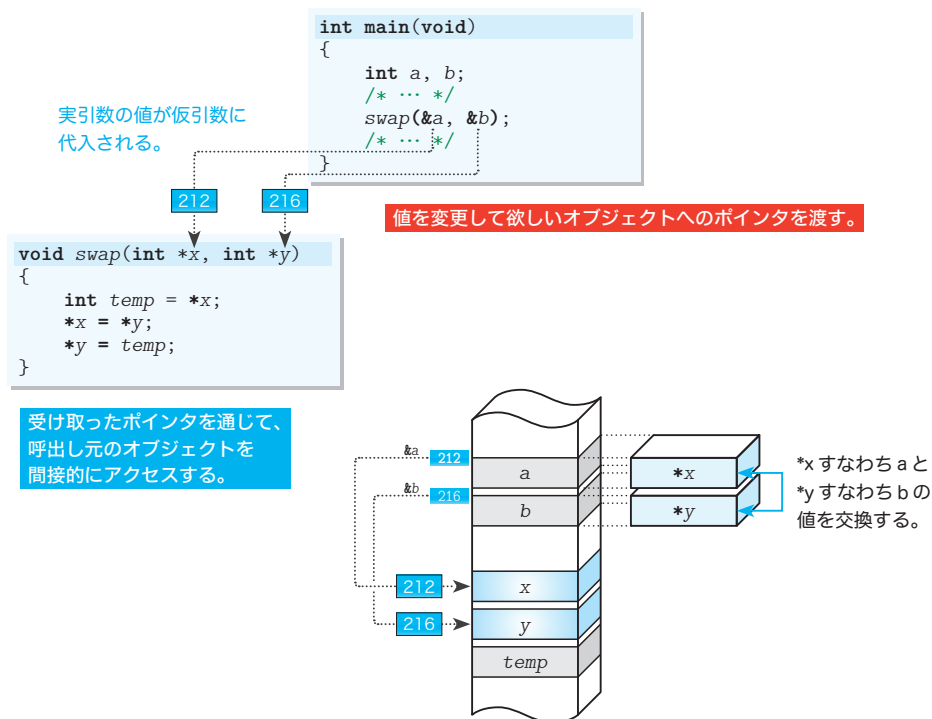 int main(void)
{
int a, b;
/* … */
swap(&a, &b);
/* … */
}
実引数の値が仮引数に
代入される。
212
216
値を変更して欲しいオブジェクトへのポインタを渡す。
void swap(int *x, int *y)
{
int temp = *x;
*x = *y;
*y = temp;
}
受け取ったポインタを通じて、
呼出し元のオブジェクトを
間接的にアクセスする。
&a 212
a
*x
&b 216
b
*y
*x すなわち a と
*y すなわち b の
値を交換する。
212
x
216
y
temp